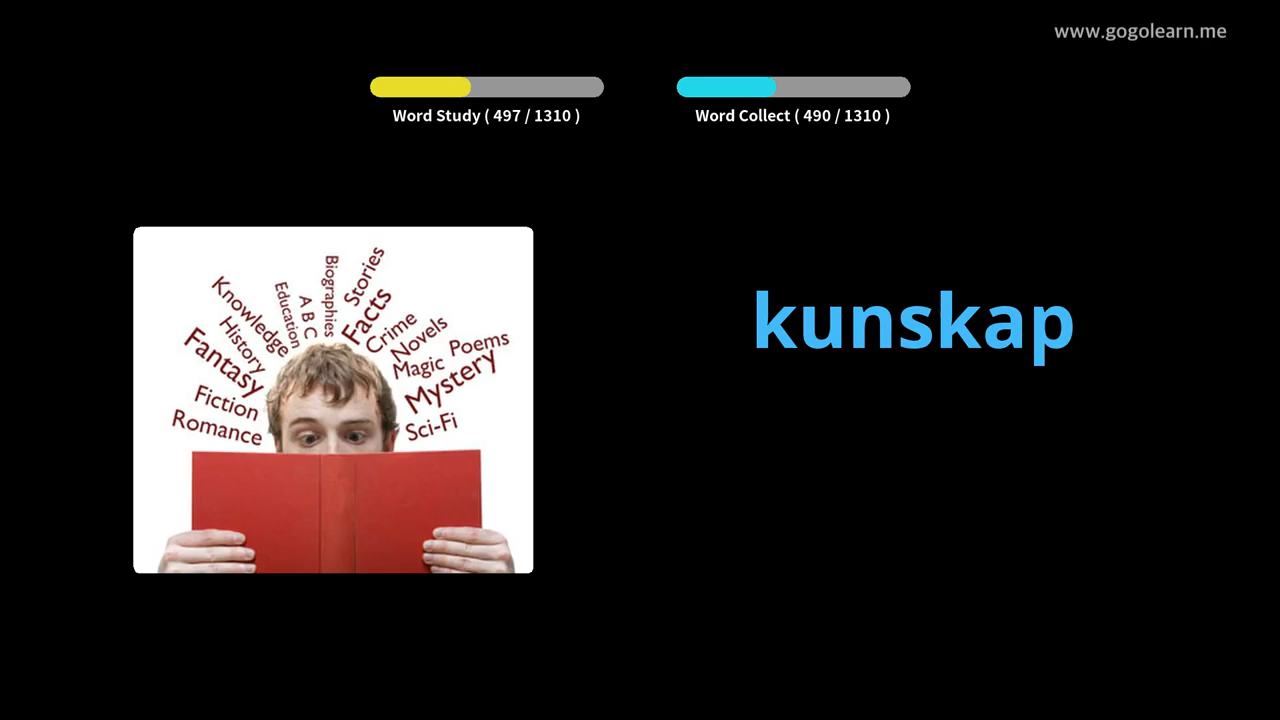 www.gogolearn.me
Word Study ( 497 / 1310 )
Word Collect ( 490 / 1310 )
kunskap
Romance
Fiction
Fantasy
History
Knowledge
Education
A B C
Biographies
Stories
Facts
Crime
Novels
Magic
Poems
Mystery
Sci-Fi